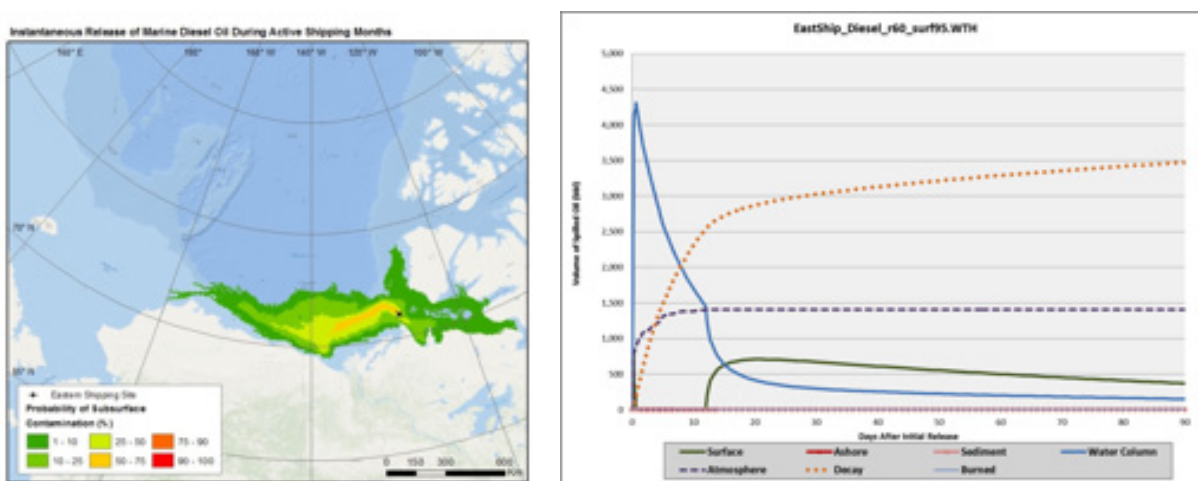 Instantaneous Release of Marine Diesel Oil During Active Shipping Months
160° E
160° W
140° W
120° W
100° W
70° N
Eastern Shipping Site
Probability of Subsurface
Contamination (%)
1 - 10
25 - 50
75 - 90
10 - 25
50 - 75
90 - 100
0
150
300
600
EastShip_Diesel_r60_surf95.WTH
Volume of Spilled Oil (bbl)
5,000
4,500
4,000
3,500
3,000
2,500
2,000
1,500
1,000
500
0
0
10
20
30
40
50
60
70
80
90
Days After Initial Release
Surface
Ashore
Sediment
Water Column
Atmosphere
Decay
Burned